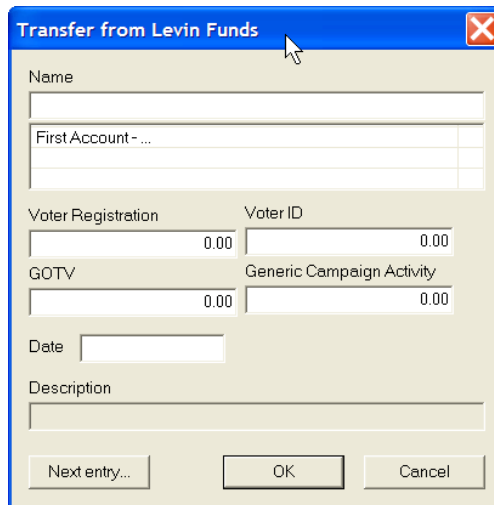 Transfer from Levin Funds
Name
First Account - ...
Voter Registration
Voter ID
0.00
0.00
GOTV
Generic Campaign Activity
0.00
0.00
Date
Description
Next entry...
OK
Cancel